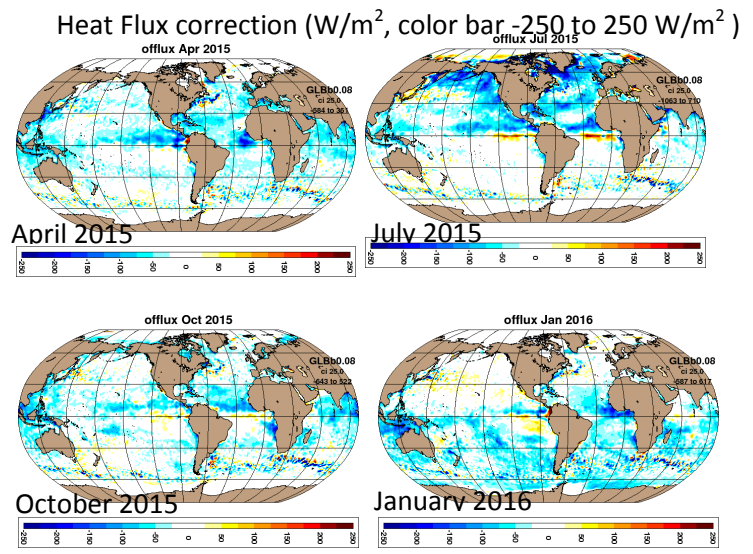 Heat Flux correction (W/m², color bar -250 to 250 W/m² )
offlux Apr 2015
GLBb0.08
ci 25.0
-584 to 361
April 2015
-250 -200 -150 -100 -50 0 50 100 150 200 250
offlux Jul 2015
GLBb0.08
ci 25.0
-1063 to 710
July 2015
-250 -200 -150 -100 -50 0 50 100 150 200 250
offlux Oct 2015
GLBb0.08
ci 25.0
-643 to 522
October 2015
-250 -200 -150 -100 -50 0 50 100 150 200 250
offlux Jan 2016
GLBb0.08
ci 25.0
-587 to 617
January 2016
-250 -200 -150 -100 -50 0 50 100 150 200 250